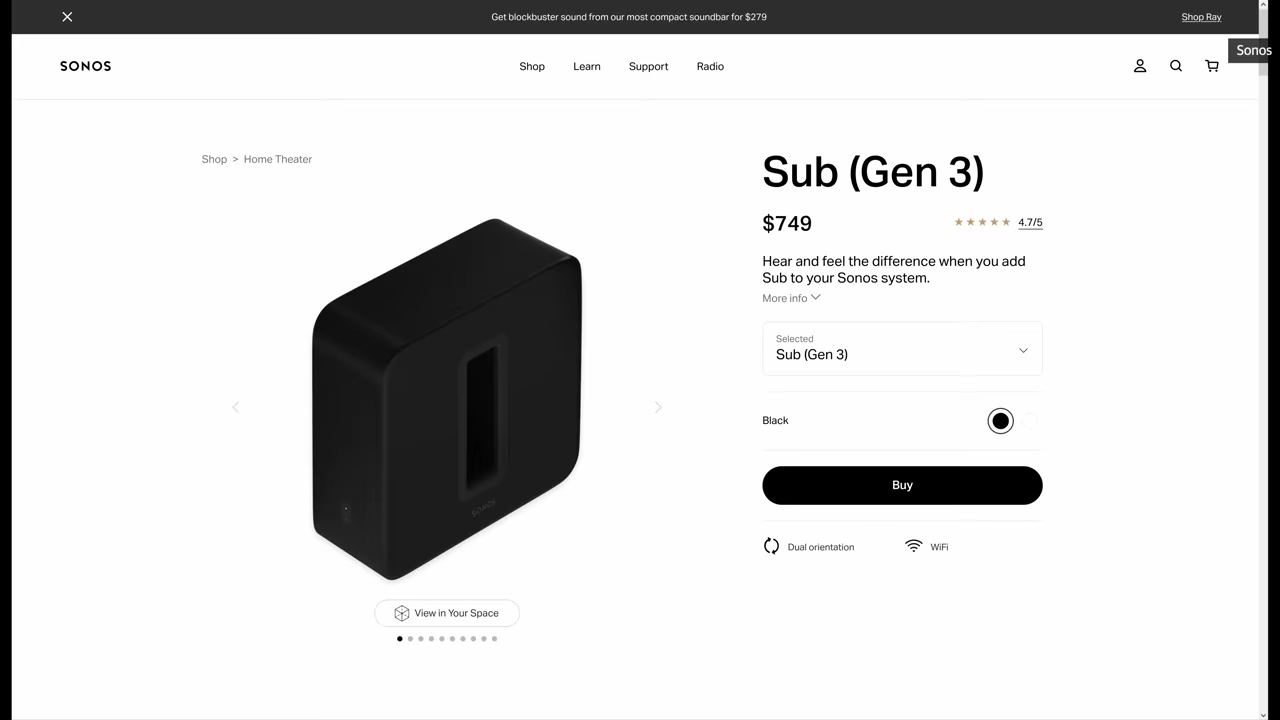 Get blockbuster sound from our most compact soundbar for $279
Shop Ray
Sonos
SONOS
Shop
Learn
Support
Radio
Shop > Home Theater
Sub (Gen 3)
$749
4.7/5
Hear and feel the difference when you add
Sub to your Sonos system.
More info
Selected
Sub (Gen 3)
Black
Buy
Dual orientation
WiFi
SONOS
View in Your Space